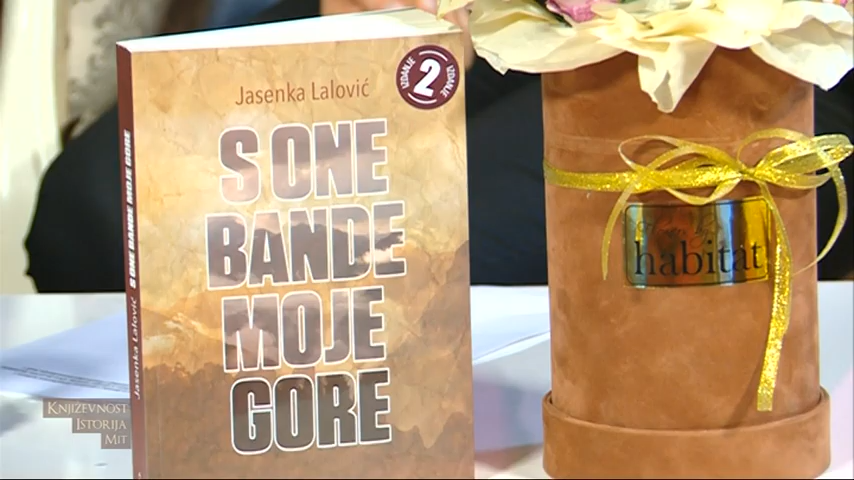 Jasenka Lalović
IZDANJE
2
IZDANJE
S ONE
BANDE
MOJE
GORE
Jasenka Lalović S ONE BANDE MOJE GORE
habitat
KNJIŽEVNOST
ISTORIJA
MIT